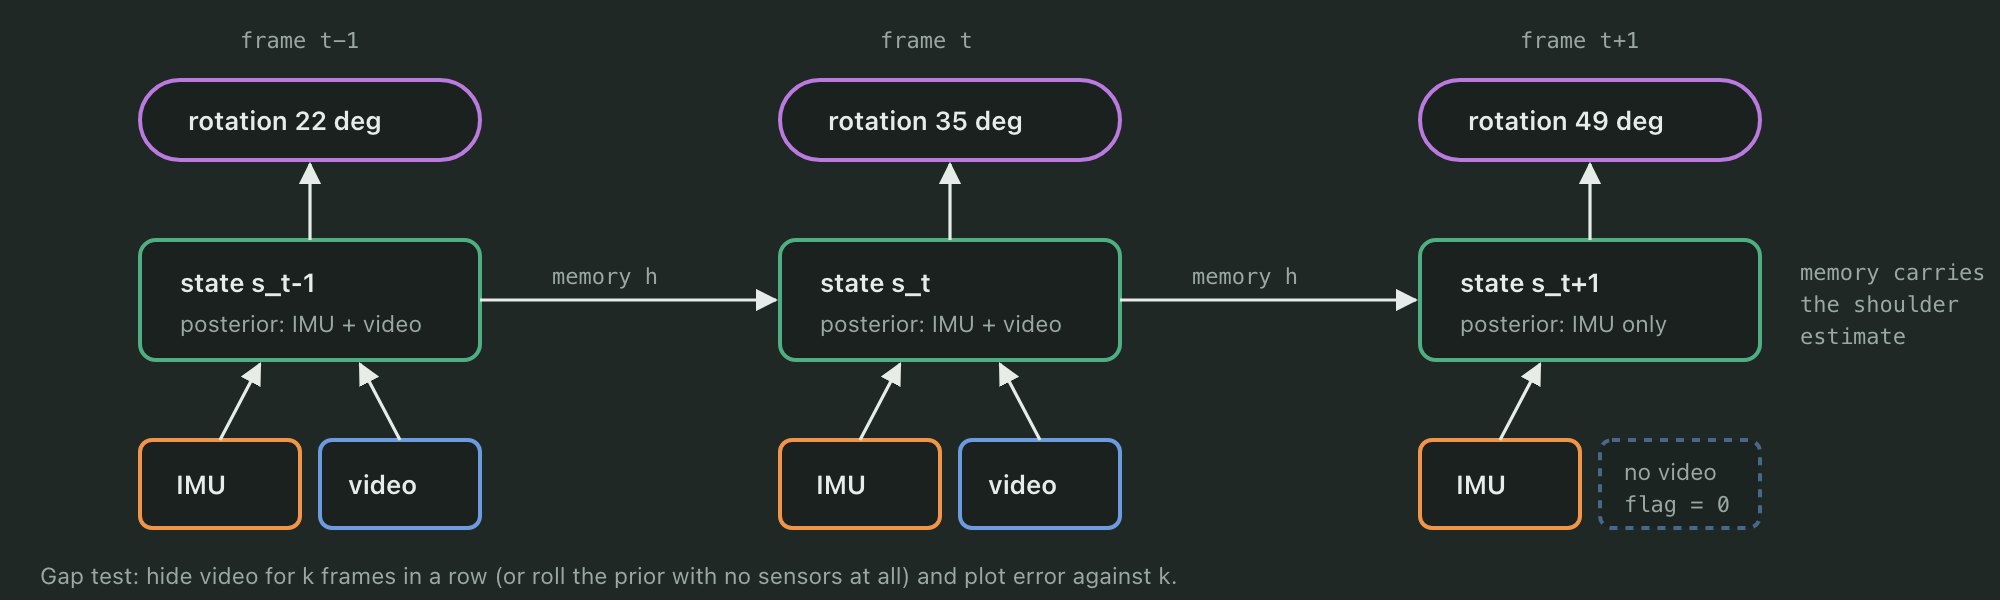 frame t−1
frame t
frame t+1
rotation 22 deg
rotation 35 deg
rotation 49 deg
state s_t-1
posterior: IMU + video
memory h
state s_t
posterior: IMU + video
memory h
state s_t+1
posterior: IMU only
memory carries
the shoulder
estimate
IMU
video
IMU
video
IMU
no video
flag = 0
Gap test: hide video for k frames in a row (or roll the prior with no sensors at all) and plot error against k.